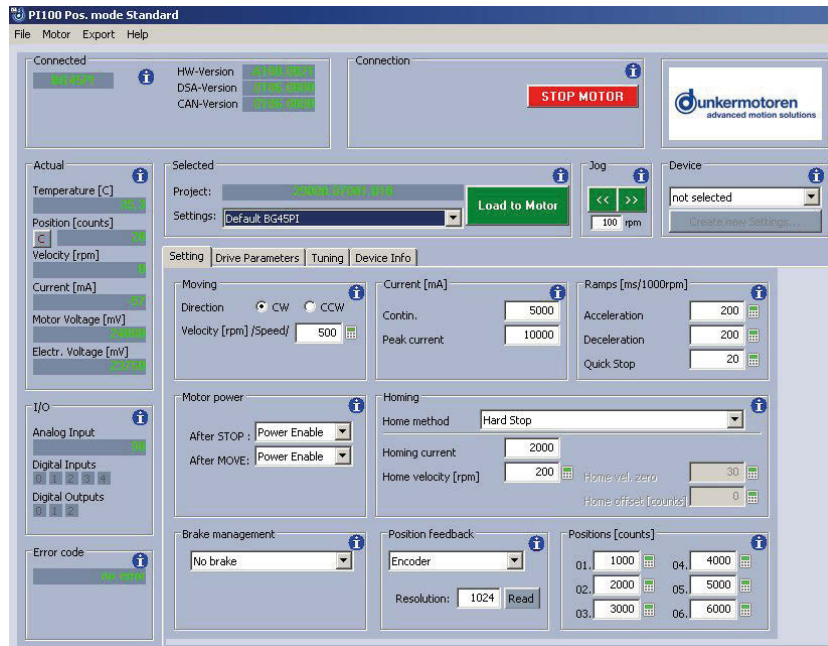 PI100 Pos. mode Standard
File Motor Export Help
Connected
BG45PI
HW-Version
DSA-Version
CAN-Version
Connection
STOP MOTOR
Dunkermotoren
advanced motion solutions
Actual
Temperature [C]
Position [counts]
C
Velocity [rpm]
Current [mA]
Motor Voltage [mV]
Electr. Voltage [mV]
Selected
Project:
Settings: Default BG45PI
Load to Motor
Jog
<< >>
100 rpm
Device
not selected
Create new Settings...
Setting Drive Parameters Tuning Device Info
Moving
Direction CW CCW
Velocity [rpm] /Speed/ 500
Current [mA]
Contin. 5000
Peak current 10000
Ramps [ms/1000rpm]
Acceleration 200
Deceleration 200
Quick Stop 20
I/O
Analog Input
Digital Inputs
0 1 2 3 4
Digital Outputs
0 1 2
Motor power
After STOP : Power Enable
After MOVE: Power Enable
Homing
Home method Hard Stop
Homing current 2000
Home velocity [rpm] 200
Home vel. zero 30
Home offset [counts] 0
Error code
no error
Brake management
No brake
Position feedback
Encoder
Resolution: 1024 Read
Positions [counts]
01. 1000 04. 4000
02. 2000 05. 5000
03. 3000 06. 6000